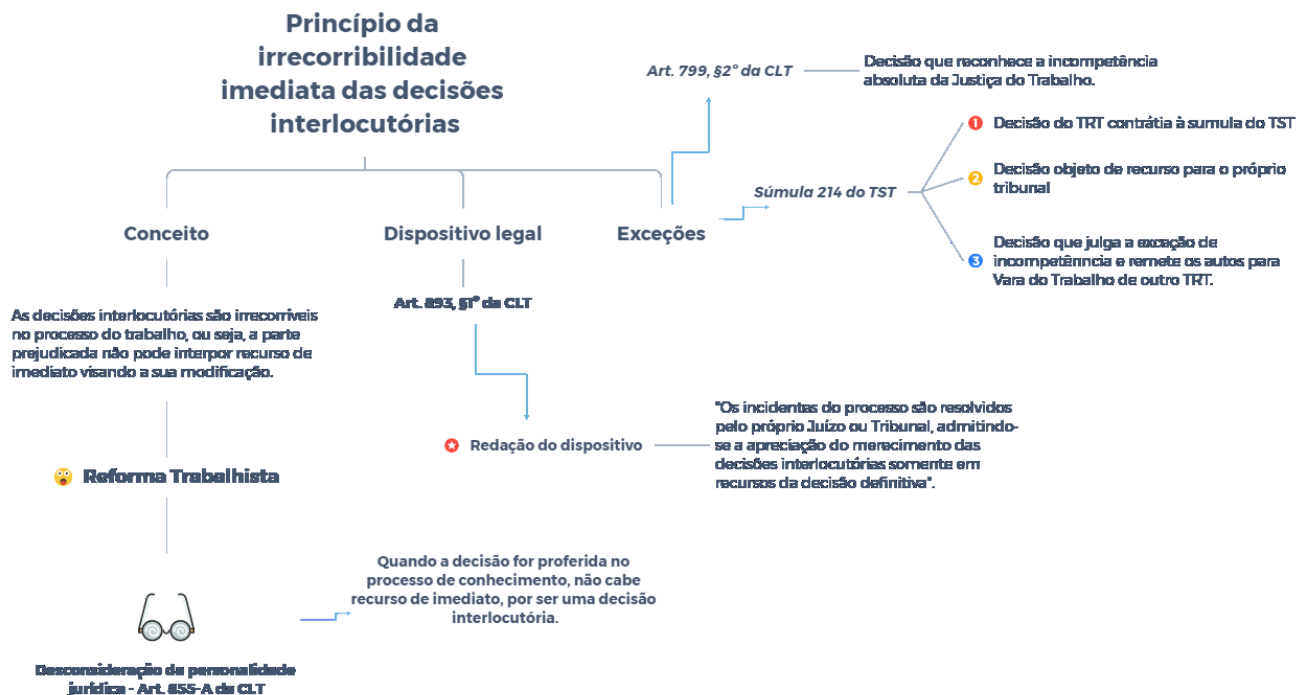 Princípio da
irrecorribilidade
imediata das decisões
interlocutórias
Conceito
As decisões interlocutórias são irrecorríveis
no processo do trabalho, ou seja, a parte
prejudicada não pode interpor recurso de
imediato visando a sua modificação.
Reforma Trabalhista
Desconsideração da personalidade
jurídica - Art. 855-A da CLT
Quando a decisão for proferida no
processo de conhecimento, não cabe
recurso de imediato, por ser uma decisão
interlocutória.
Dispositivo legal
Art. 893, §1º da CLT
Redação do dispositivo
"Os incidentas do processo são resolvidos
pelo próprio Juízo ou Tribunal, admitindo-
se a apreciação do merecimento das
decisões interlocutórias somente em
recursos da decisão definitiva".
Exceções
Art. 799, §2º da CLT
Decisão que reconhece a incompetência
absoluta da Justiça do Trabalho.
Súmula 214 do TST
1 Decisão do TRT contrátia à sumula do TST
2 Decisão objeto de recurso para o próprio
tribunal
3 Decisão que julga a exceção de
incompetênncia e remete os autos para
Vara do Trabalho de outro TRT.